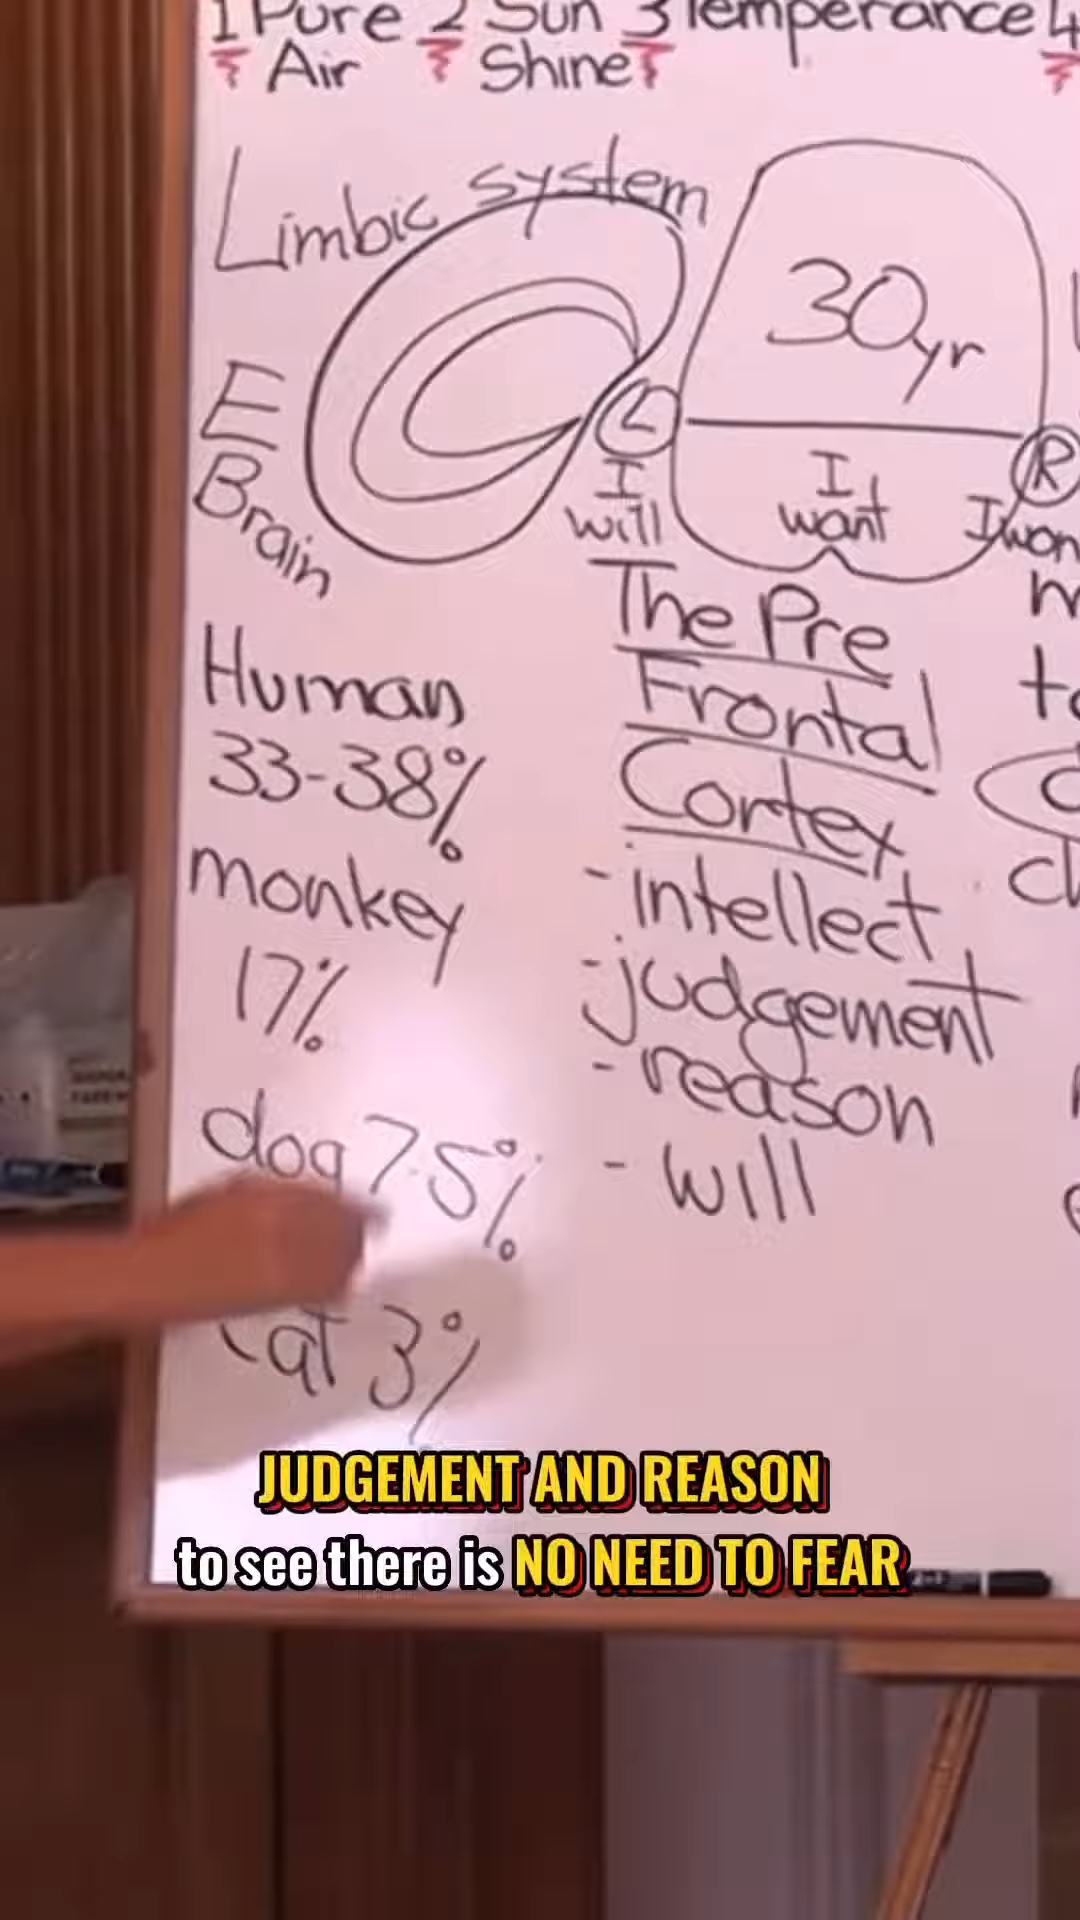 1 Pure 2 Sun 3 Temperance 4
Air Shine
Limbic system
E
Brain
30yr
L
R
I
will
I
want
I won
The Pre
Frontal
Cortex
- intellect
- judgement
- reason
- will
Human
33-38%
monkey
17%
dog 7.5%
cat 3%
JUDGEMENT AND REASON
to see there is NO NEED TO FEAR